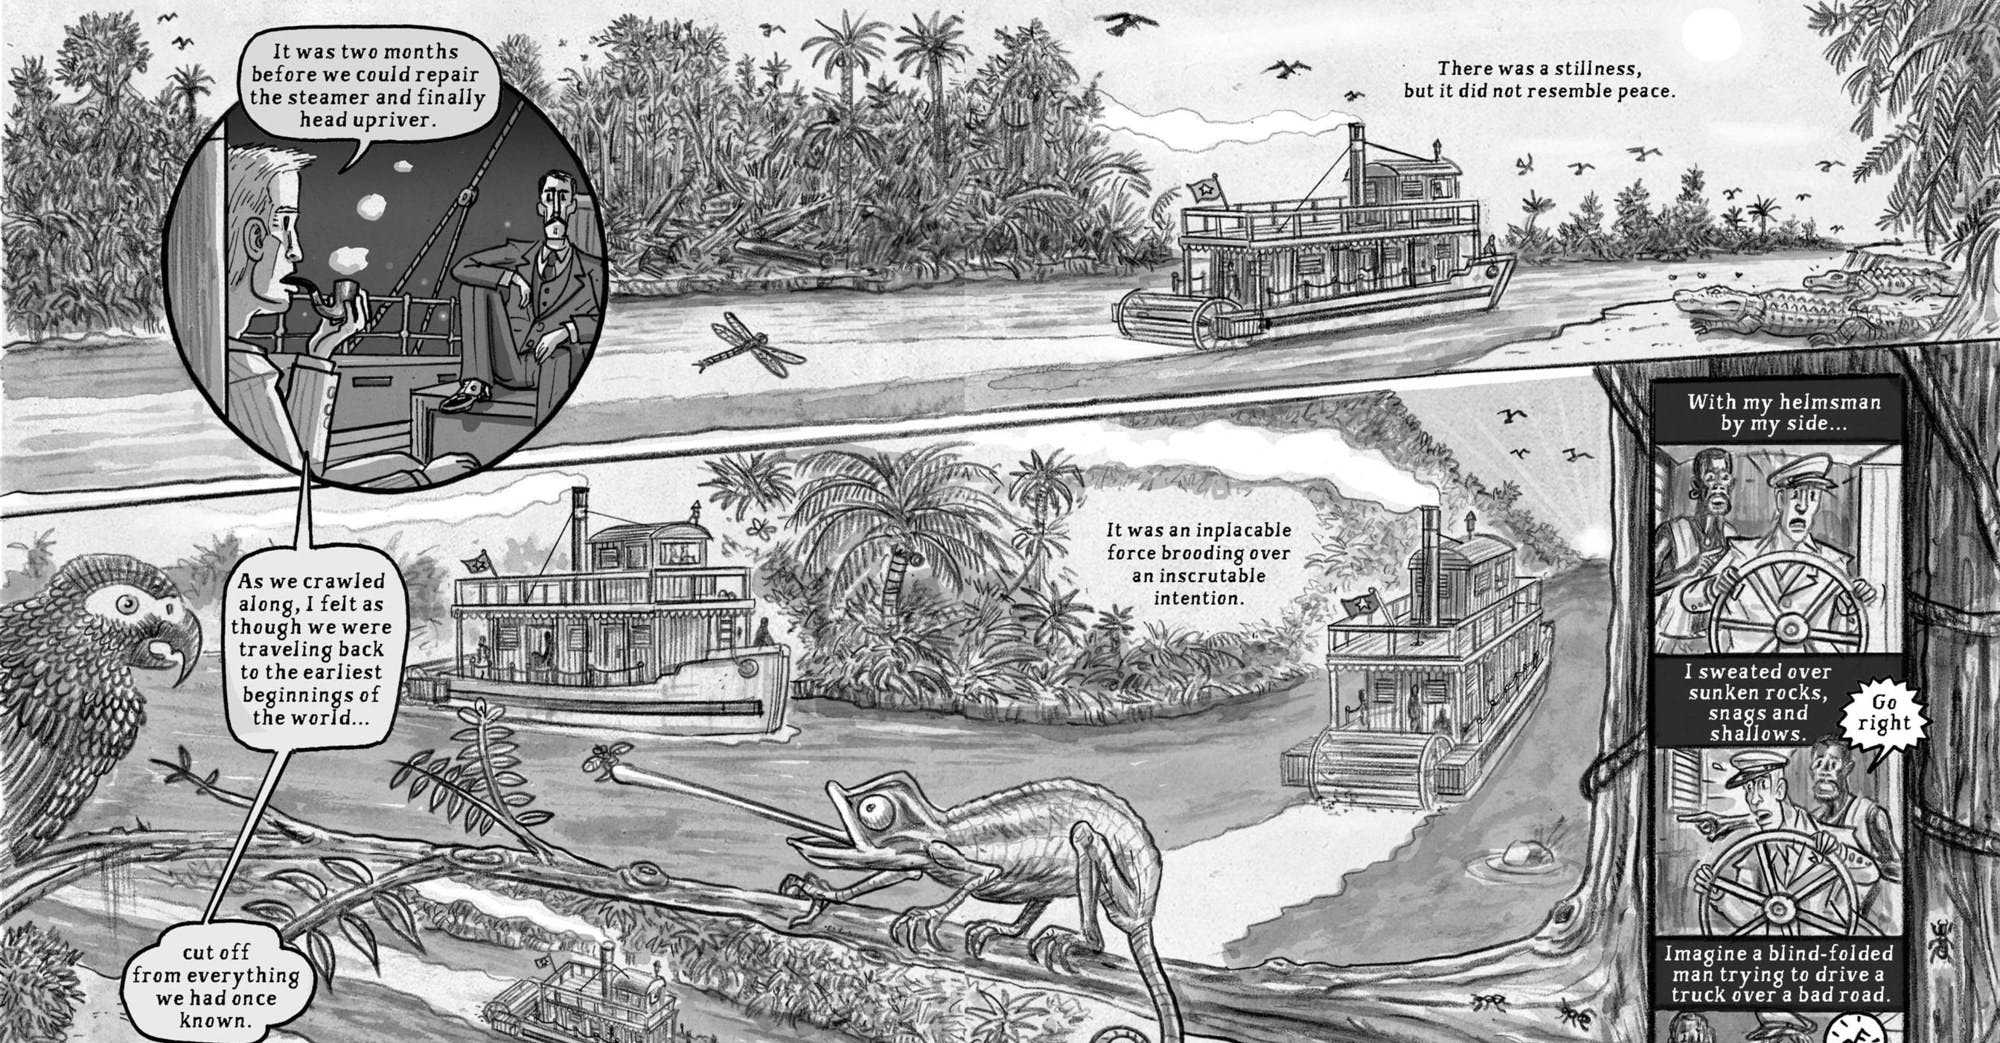 It was two months
before we could repair
the steamer and finally
head upriver.
There was a stillness,
but it did not resemble peace.
As we crawled
along, I felt as
though we were
traveling back
to the earliest
beginnings of
the world...
cut off
from everything
we had once
known.
It was an inplacable
force brooding over
an inscrutable
intention.
With my helmsman
by my side...
I sweated over
sunken rocks,
snags and
shallows.
Go
right
Imagine a blind-folded
man trying to drive a
truck over a bad road.